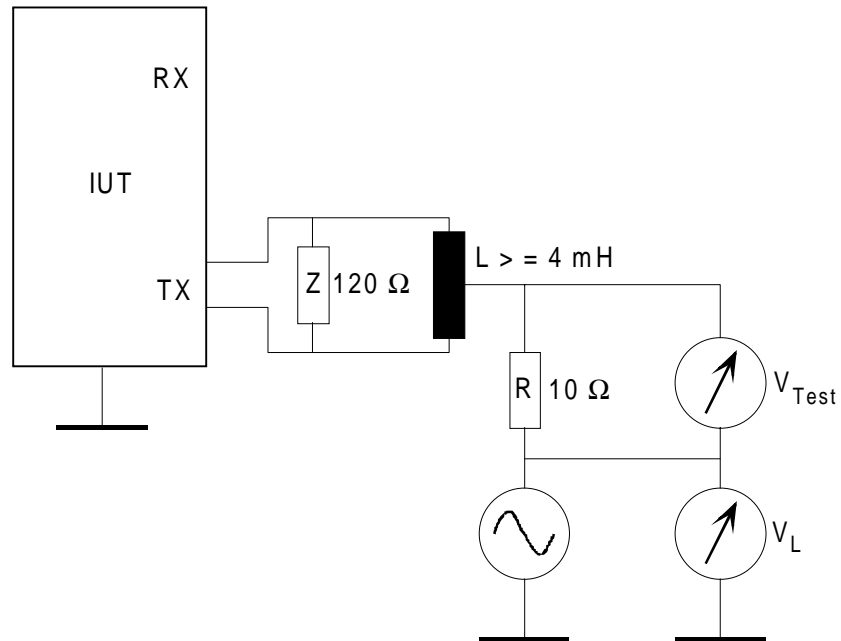 RX
IUT
TX
Z 120 Ω
L > = 4 mH
R 10 Ω
V Test
V L